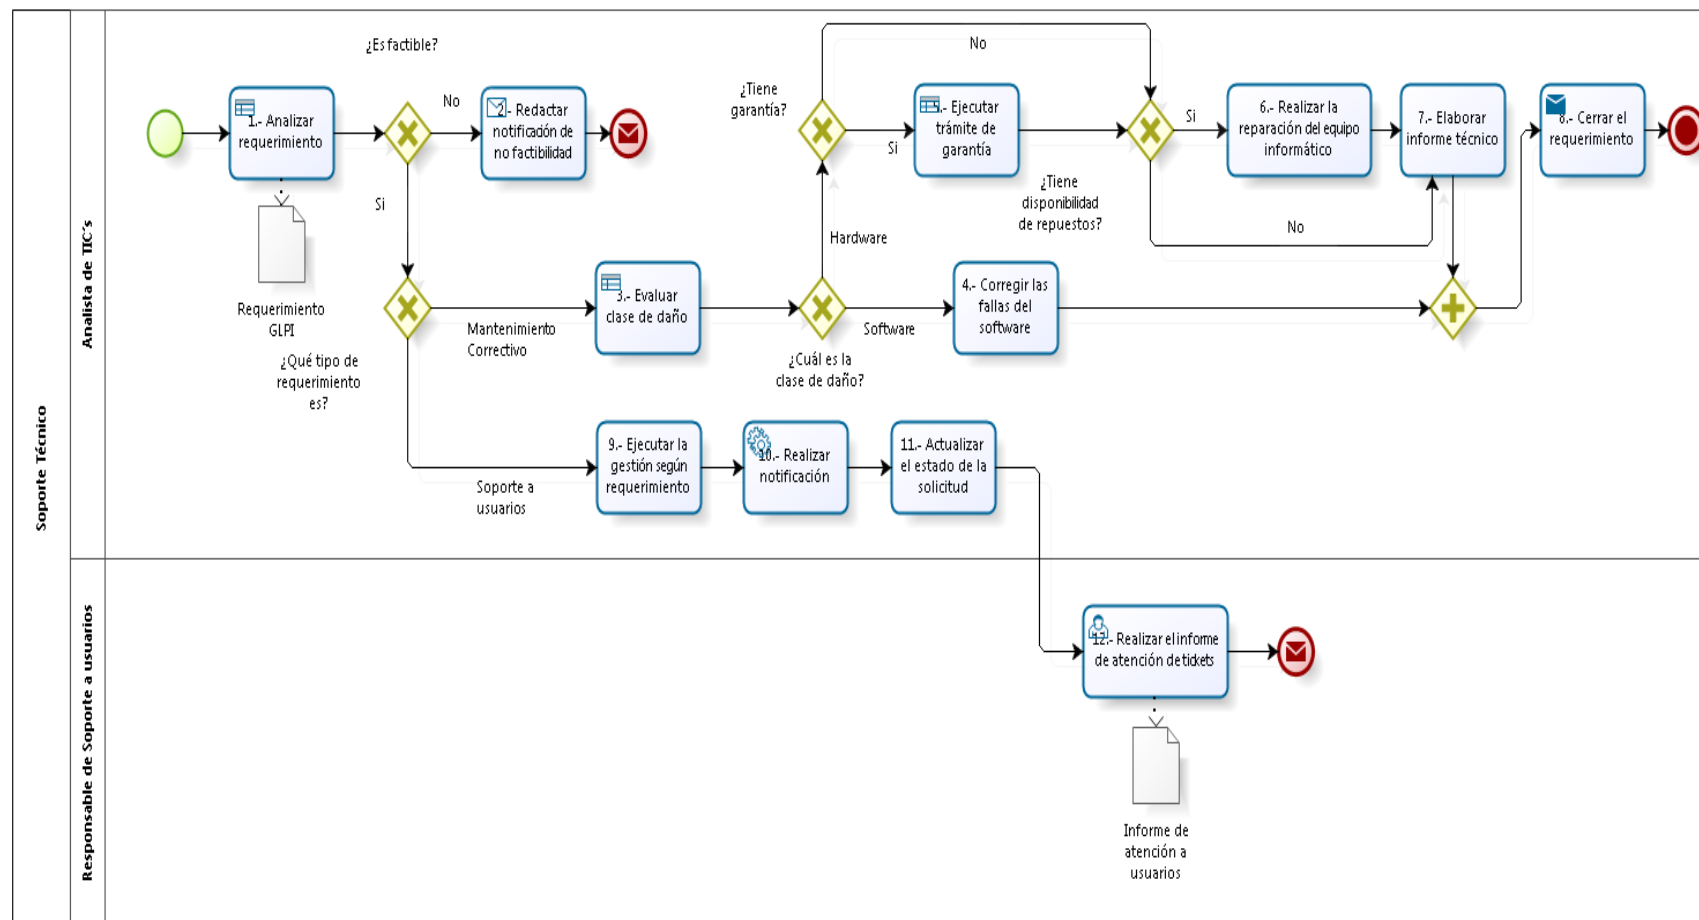 Soporte Técnico
Analista de TIC´s
Responsable de Soporte a usuarios
¿Es factible?
1.- Analizar
requerimiento
No
2.- Redactar
notificación de
no factibilidad
Si
Requerimiento
GLPI
¿Qué tipo de
requerimiento
es?
Mantenimiento
Correctivo
3.- Evaluar
clase de daño
¿Cuál es la
clase de daño?
Hardware
Software
4.- Corregir las
fallas del
software
¿Tiene
garantía?
No
Si
5.- Ejecutar
trámite de
garantía
¿Tiene
disponibilidad
de repuestos?
Si
No
6.- Realizar la
reparación del equipo
informático
7.- Elaborar
informe técnico
8.- Cerrar el
requerimiento
Soporte a
usuarios
9.- Ejecutar la
gestión según
requerimiento
10.- Realizar
notificación
11.- Actualizar
el estado de la
solicitud
12.- Realizar el informe
de atención de tickets
Informe de
atención a
usuarios